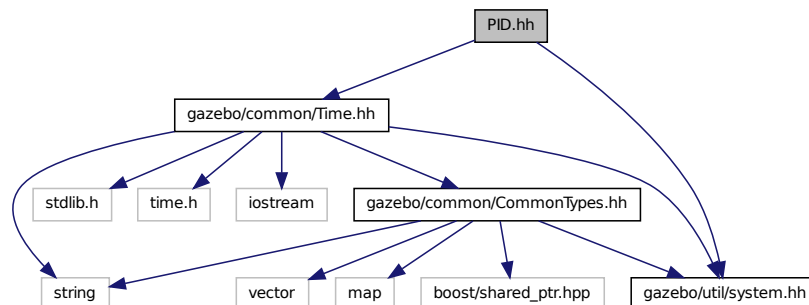 PID.hh
gazebo/common/Time.hh
stdlib.h
time.h
iostream
gazebo/common/CommonTypes.hh
string
vector
map
boost/shared_ptr.hpp
gazebo/util/system.hh